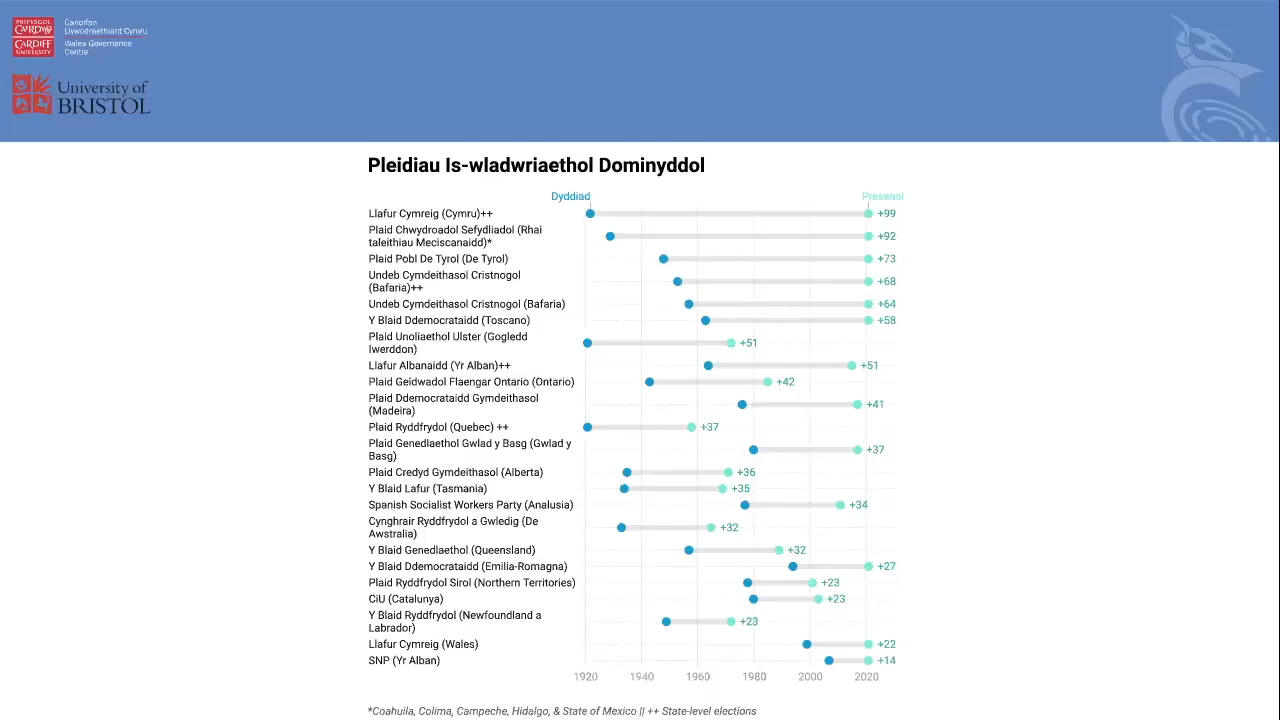 PRIFYSGOL
CAERDYDD
CARDIFF
UNIVERSITY
Canolfan
Llywodraethiant Cymru
Wales Governance
Centre
University of
BRISTOL
Pleidiau Is-wladwriaethol Dominyddol
Dyddiad Presenol
Llafur Cymreig (Cymru)++ +99
Plaid Chwydroadol Sefydliadol (Rhai
taleithiau Meciscanaidd)* +92
Plaid Pobl De Tyrol (De Tyrol) +73
Undeb Cymdeithasol Cristnogol
(Bafaria)++ +68
Undeb Cymdeithasol Cristnogol (Bafaria) +64
Y Blaid Ddemocrataidd (Toscano) +58
Plaid Unoliaethol Ulster (Gogledd
Iwerddon) +51
Llafur Albanaidd (Yr Alban)++ +51
Plaid Geidwadol Flaengar Ontario (Ontario) +42
Plaid Ddemocrataidd Gymdeithasol
(Madeira) +41
Plaid Ryddfrydol (Quebec) ++ +37
Plaid Genedlaethol Gwlad y Basg (Gwlad y
Basg) +37
Plaid Credyd Gymdeithasol (Alberta) +36
Y Blaid Lafur (Tasmania) +35
Spanish Socialist Workers Party (Analusia) +34
Cynghrair Ryddfrydol a Gwledig (De
Awstralia) +32
Y Blaid Genedlaethol (Queensland) +32
Y Blaid Ddemocrataidd (Emilia-Romagna) +27
Plaid Ryddfrydol Sirol (Northern Territories) +23
CiU (Catalunya) +23
Y Blaid Ryddfrydol (Newfoundland a
Labrador) +23
Llafur Cymreig (Wales) +22
SNP (Yr Alban) +14
1920 1940 1960 1980 2000 2020
*Coahuila, Colima, Campeche, Hidalgo, & State of Mexico || ++ State-level elections